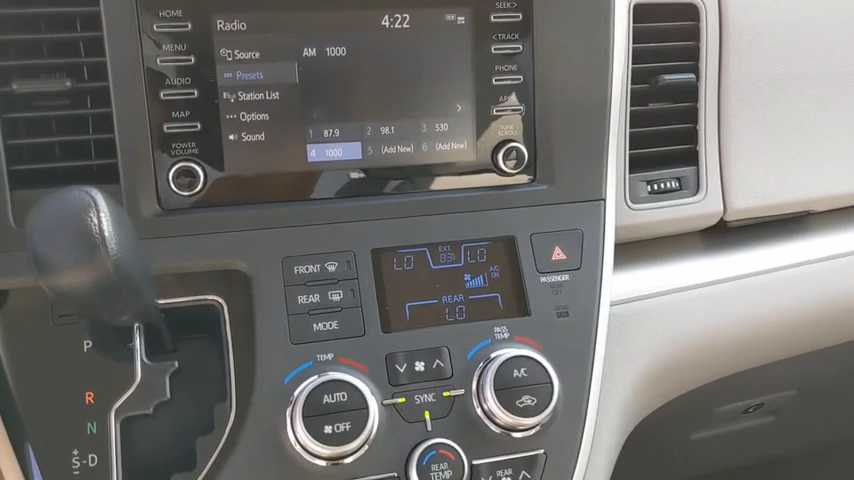 HOME
MENU
AUDIO
MAP
POWER
VOLUME
Radio
4:22
Source
Presets
Station List
Options
Sound
AM 1000
1 87.9 2 98.1 3 530
4 1000 5 (Add New) 6 (Add New)
SEEK>
<TRACK
PHONE
TUNE
SCROLL
FRONT
REAR
MODE
LO EXT. LO
A/C
ON
REAR
LO
PASSENGER
TEMP
AUTO
OFF
SYNC
PASS
TEMP
A/C
REAR
TEMP
REAR
P
R
N
+
S-D
-